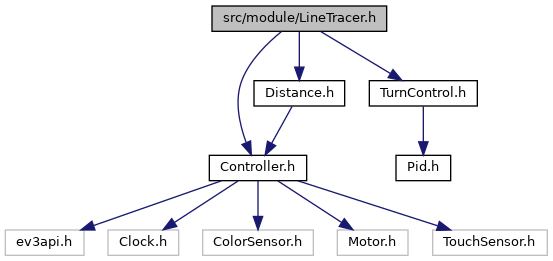 src/module/LineTracer.h
Distance.h
TurnControl.h
Controller.h
Pid.h
ev3api.h
Clock.h
ColorSensor.h
Motor.h
TouchSensor.h